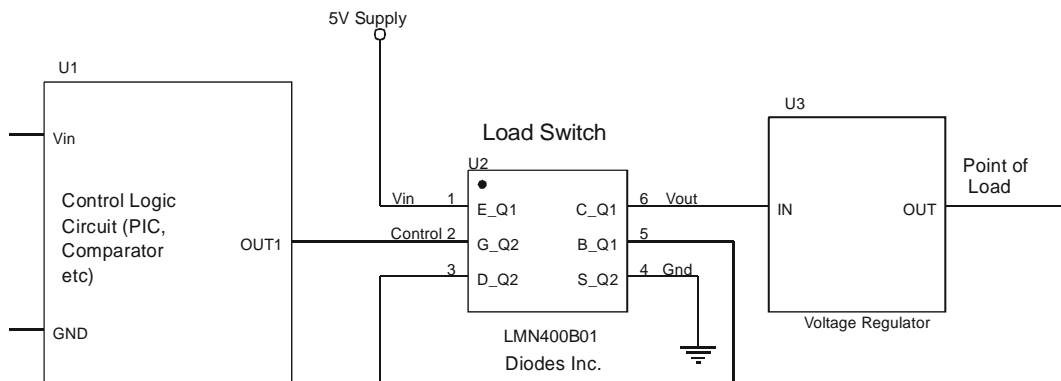 5V Supply
U1
U3
Load Switch
U2
Vin
Point of
Load
Vin 1 E_Q1 C_Q1 6 Vout
IN
OUT
Control Logic
Circuit (PIC,
Comparator
etc)
OUT1
Control 2 G_Q2 B_Q1 5
3 D_Q2 S_Q2 4 Gnd
GND
LMN400B01
Voltage Regulator
Diodes Inc.